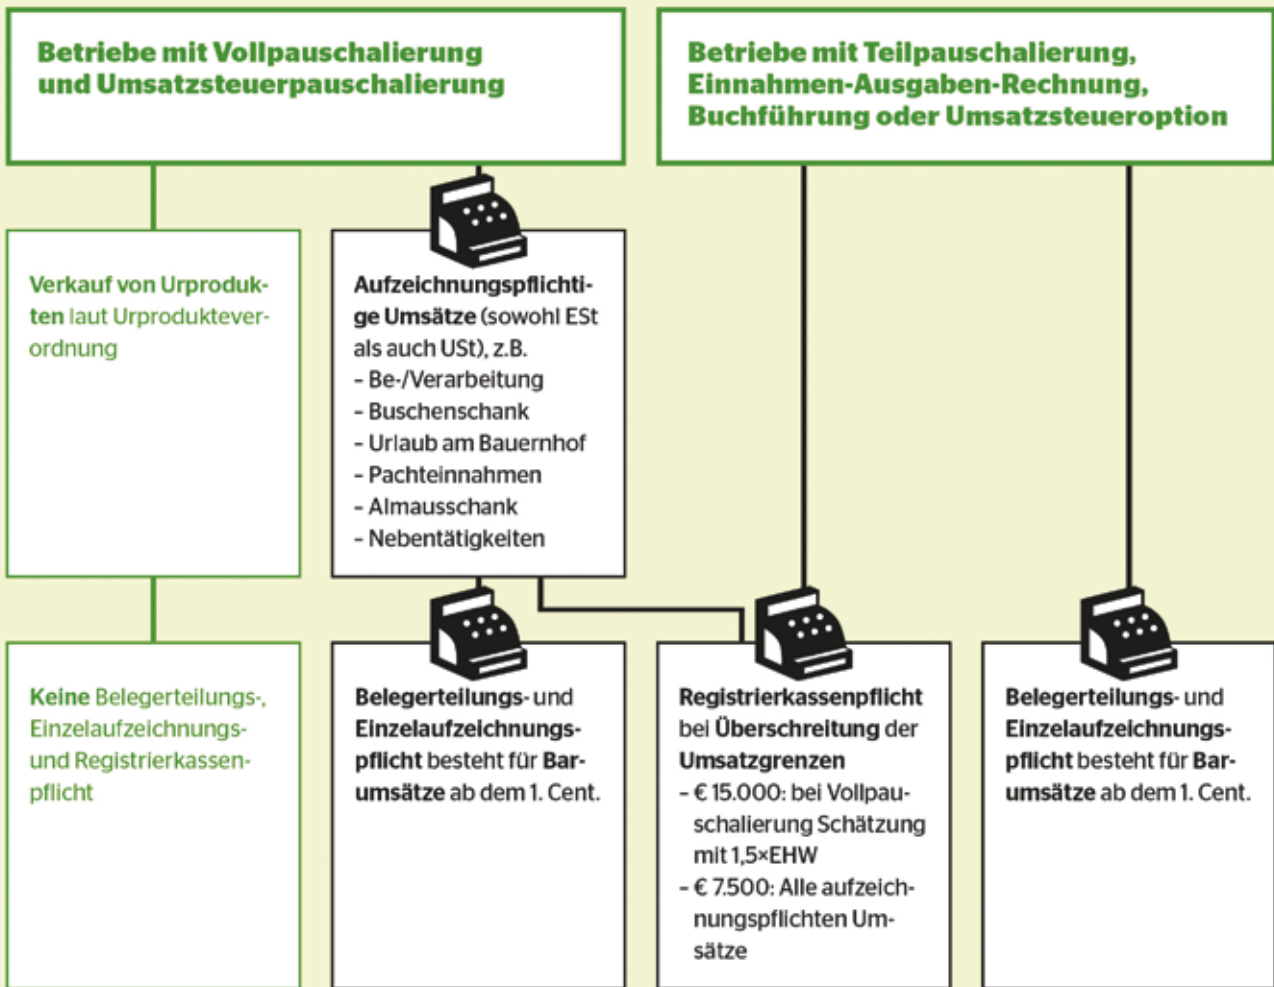 Betriebe mit Vollpauschalierung
und Umsatzsteuerpauschalierung
Betriebe mit Teilpauschalierung,
Einnahmen-Ausgaben-Rechnung,
Buchführung oder Umsatzsteueroption
Verkauf von Urproduk-
ten laut Urproduktever-
ordnung
Aufzeichnungspflichti-
ge Umsätze (sowohl ESt
als auch USt), z.B.
– Be-/Verarbeitung
– Buschenschank
– Urlaub am Bauernhof
– Pachteinnahmen
– Almausschank
– Nebentätigkeiten
Keine Belegerteilungs-,
Einzelaufzeichnungs-
und Registrierkassen-
pflicht
Belegerteilungs- und
Einzelaufzeichnungs-
pflicht besteht für Bar-
umsätze ab dem 1. Cent.
Registrierkassenpflicht
bei Überschreitung der
Umsatzgrenzen
– € 15.000: bei Vollpau-
schalierung Schätzung
mit 1,5×EHW
– € 7.500: Alle aufzeich-
nungspflichten Um-
sätze
Belegerteilungs- und
Einzelaufzeichnungs-
pflicht besteht für Bar-
umsätze ab dem 1. Cent.